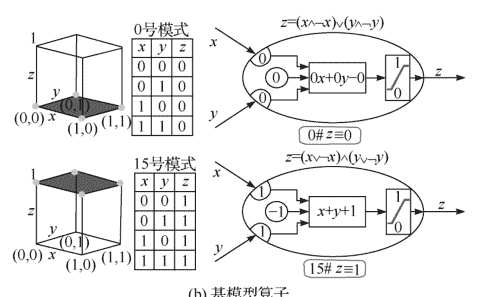 0号模式
x y z
0 0 0
0 1 0
1 0 0
1 1 0
1
z
y
(0,1)
(0,0) x (1,0) (1,1)
z=(x∧¬x)∨(y∧¬y)
x
0
0
0x+0y−0
1
0
z
0
y
0# z≡0
15号模式
x y z
0 0 1
0 1 1
1 0 1
1 1 1
1
z
y
(0,1)
(0,0) x (1,0) (1,1)
z=(x∨¬x)∧(y∨¬y)
x
1
−1
x+y+1
1
0
z
1
y
15# z≡1
(b) 基模型算子